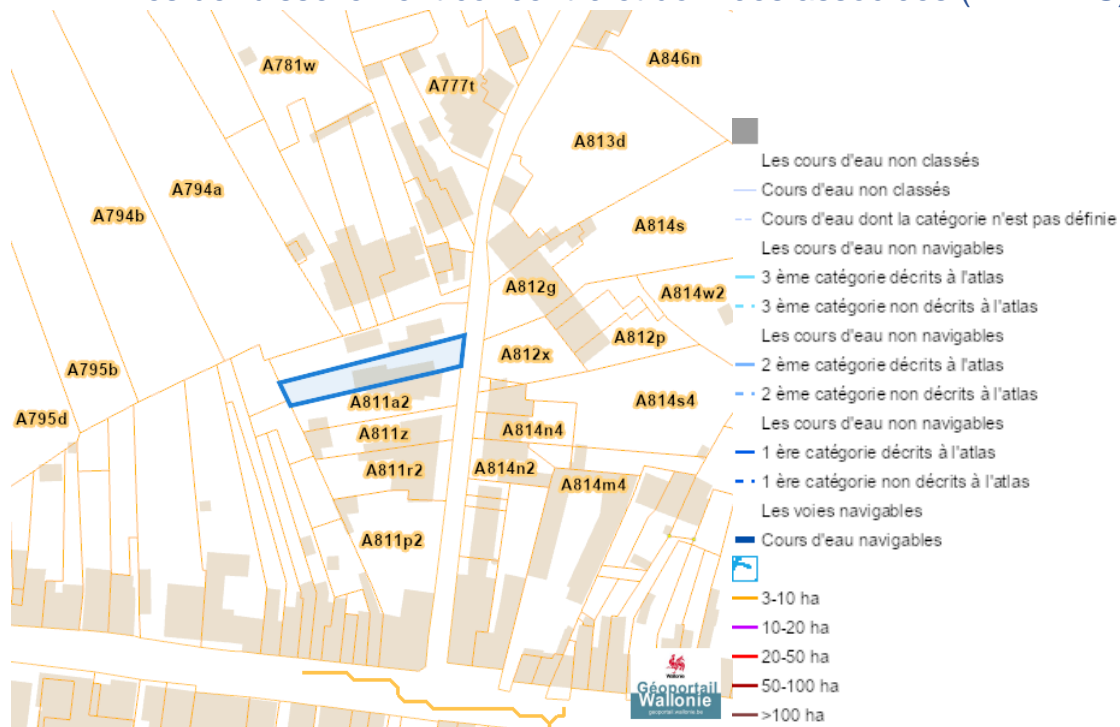 A781w
A777t
A846n
A813d
A794a
A794b
A814s
A812g
A814w2
A812p
A812x
A795b
A811a2
A795d
A814s4
A811z
A814n4
A811r2
A814n2
A814m4
A811p2
Wallonie
Géoportail
Wallonie
geoportail.wallonie.be
Les cours d'eau non classés
Cours d'eau non classés
Cours d'eau dont la catégorie n'est pas définie
Les cours d'eau non navigables
3 ème catégorie décrits à l'atlas
3 ème catégorie non décrits à l'atlas
Les cours d'eau non navigables
2 ème catégorie décrits à l'atlas
2 ème catégorie non décrits à l'atlas
Les cours d'eau non navigables
1 ère catégorie décrits à l'atlas
1 ère catégorie non décrits à l'atlas
Les voies navigables
Cours d'eau navigables
3-10 ha
10-20 ha
20-50 ha
50-100 ha
>100 ha